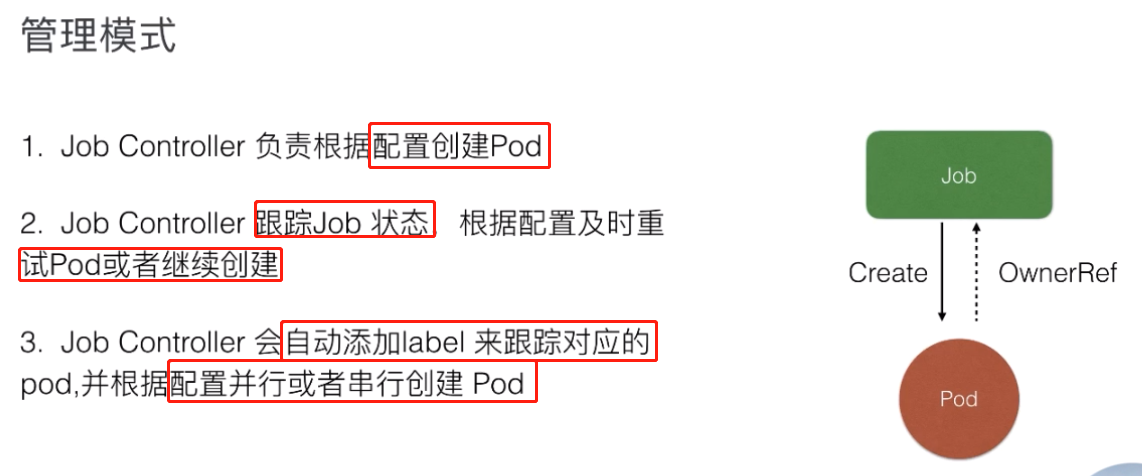 管理模式
1. Job Controller 负责根据配置创建Pod
2. Job Controller 跟踪Job 状态, 根据配置及时重
试Pod或者继续创建
3. Job Controller 会自动添加label 来跟踪对应的
pod,并根据配置并行或者串行创建 Pod
Job
Create
OwnerRef
Pod